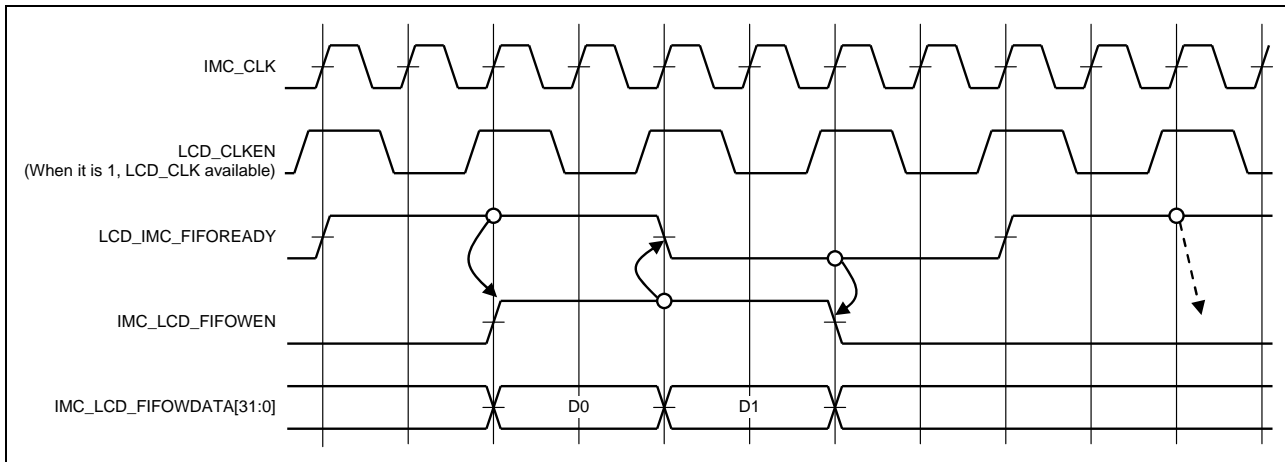 IMC_CLK
LCD_CLKEN
(When it is 1, LCD_CLK available)
LCD_IMC_FIFOREADY
IMC_LCD_FIFOWEN
IMC_LCD_FIFOWDATA[31:0]
D0
D1